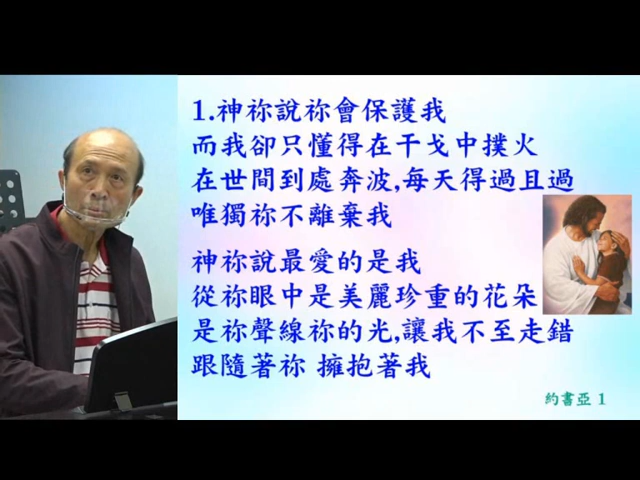 1.神祢說祢會保護我
而我卻只懂得在干戈中撲火
在世間到處奔波,每天得過且過
唯獨祢不離棄我
神祢說最愛的是我
從祢眼中是美麗珍重的花朵
是祢聲線祢的光,讓我不至走錯
跟隨著祢 擁抱著我
約書亞 1